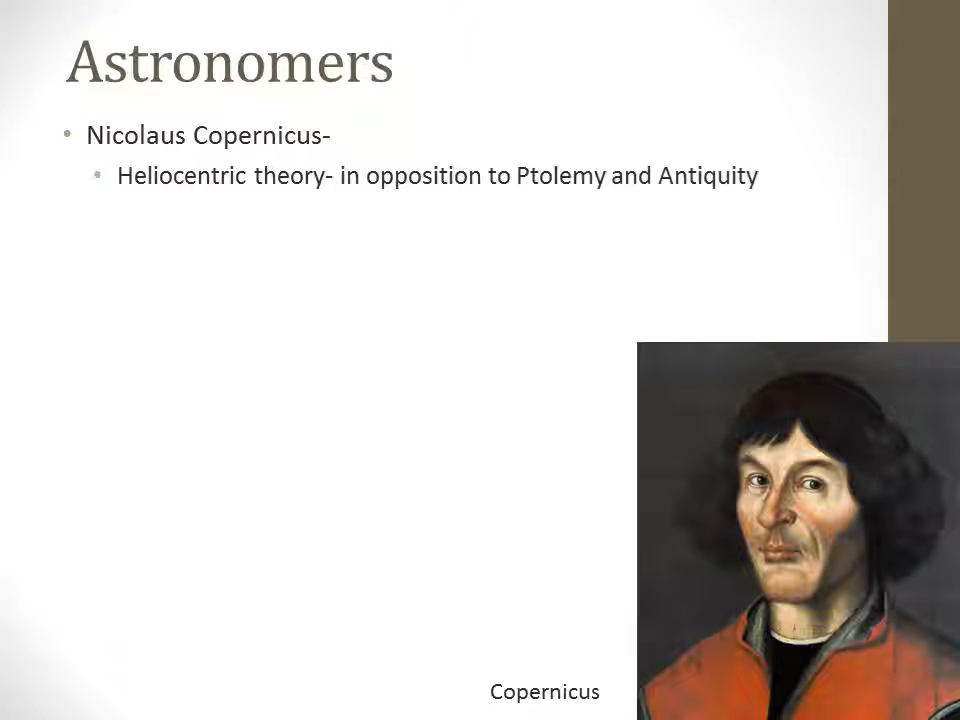 Astronomers
• Nicolaus Copernicus-
• Heliocentric theory- in opposition to Ptolemy and Antiquity
Copernicus